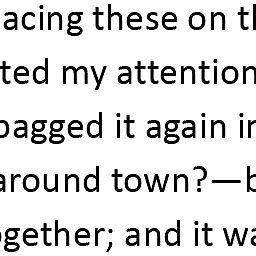 acing these on th
ted my attention
bagged it again in
around town?—b
ogether; and it wa